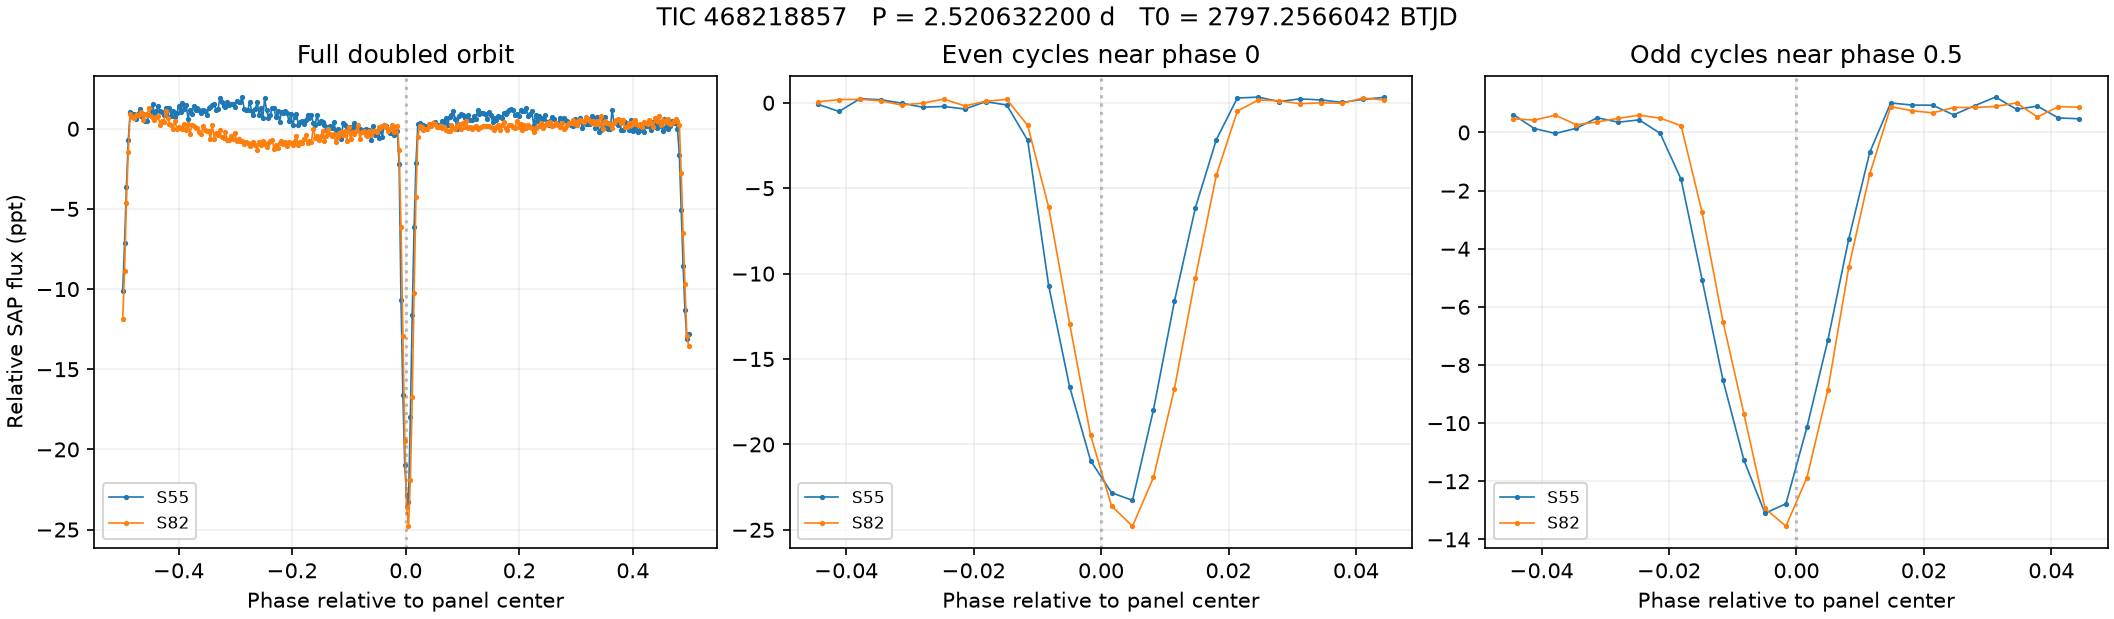 TIC 468218857   P = 2.520632200 d   T0 = 2797.2566042 BTJD
Full doubled orbit
Relative SAP flux (ppt)
0
−5
−10
−15
−20
−25
S55
S82
−0.4
−0.2
0.0
0.2
0.4
Phase relative to panel center
Even cycles near phase 0
0
−5
−10
−15
−20
−25
S55
S82
−0.04
−0.02
0.00
0.02
0.04
Phase relative to panel center
Odd cycles near phase 0.5
0
−2
−4
−6
−8
−10
−12
−14
S55
S82
−0.04
−0.02
0.00
0.02
0.04
Phase relative to panel center